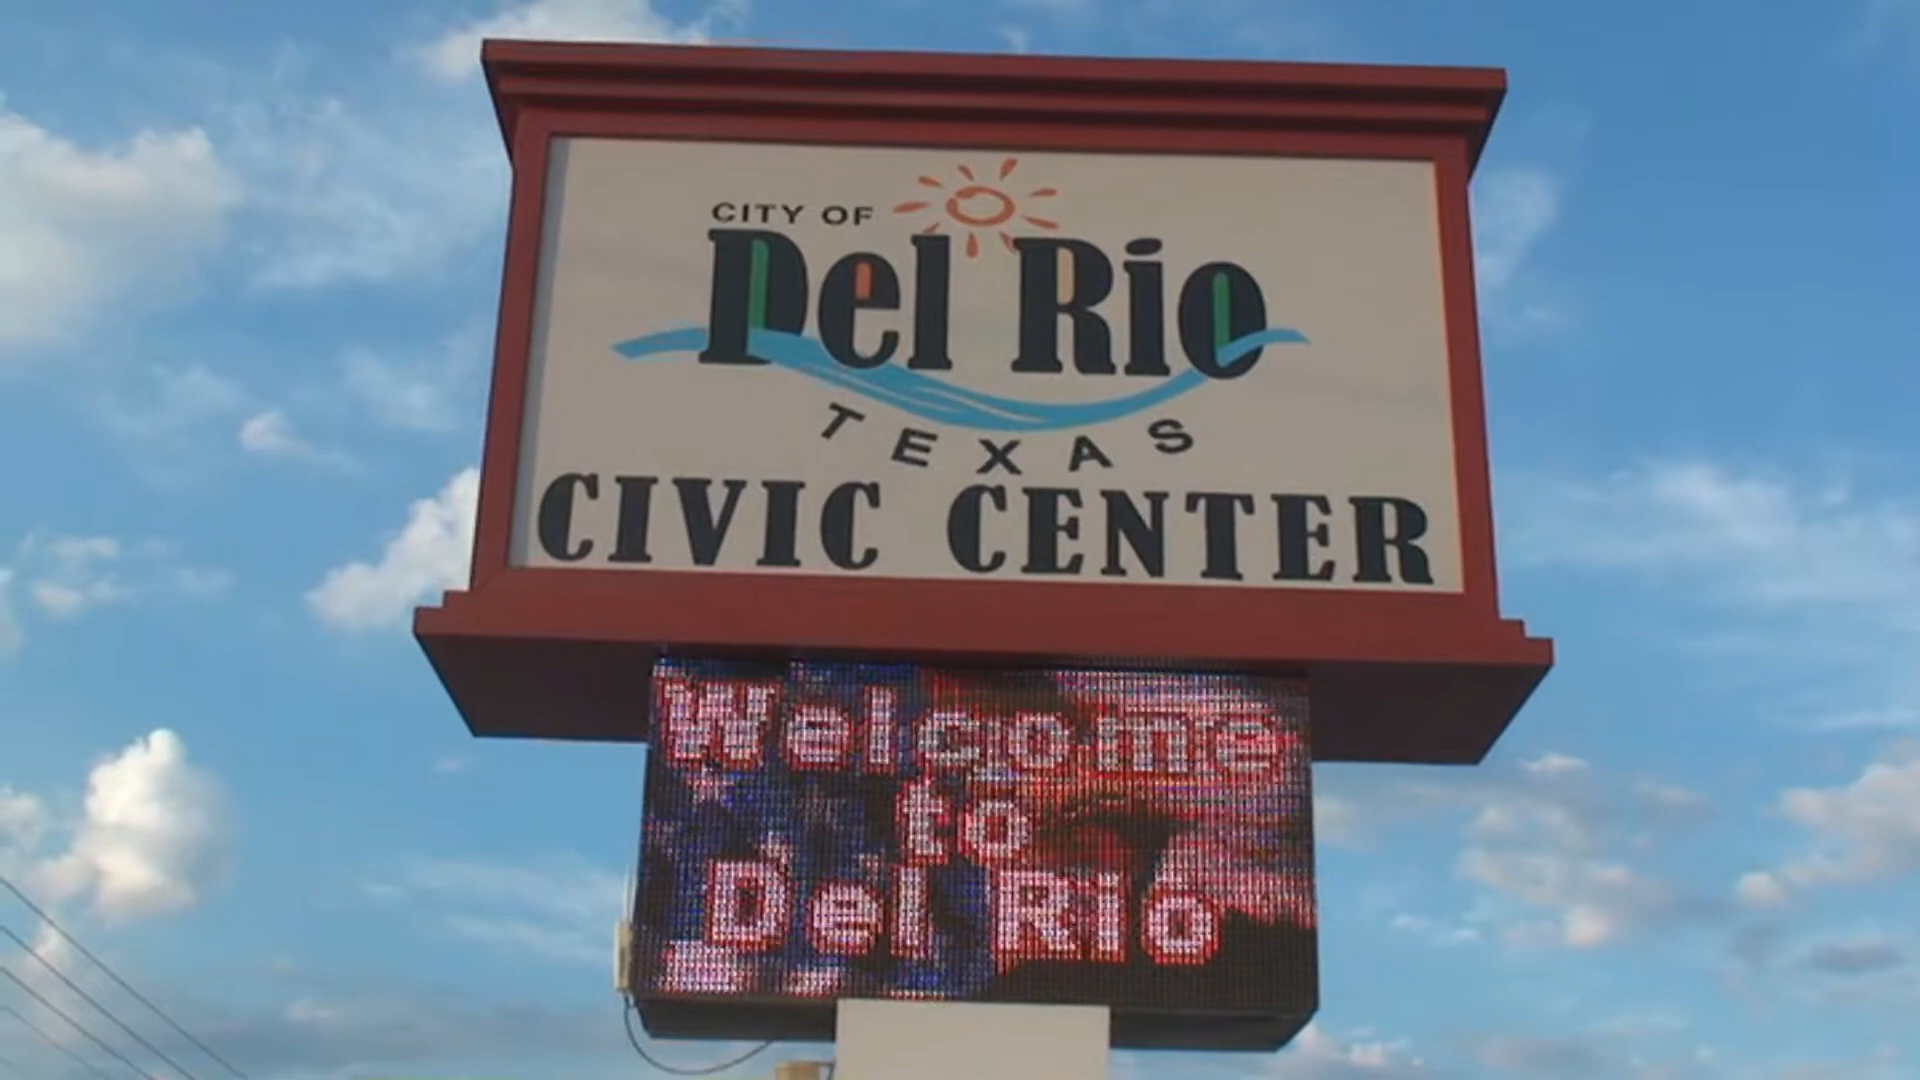 CITY OF
Del Rio
TEXAS
CIVIC CENTER
Welcome
to
Del Rio